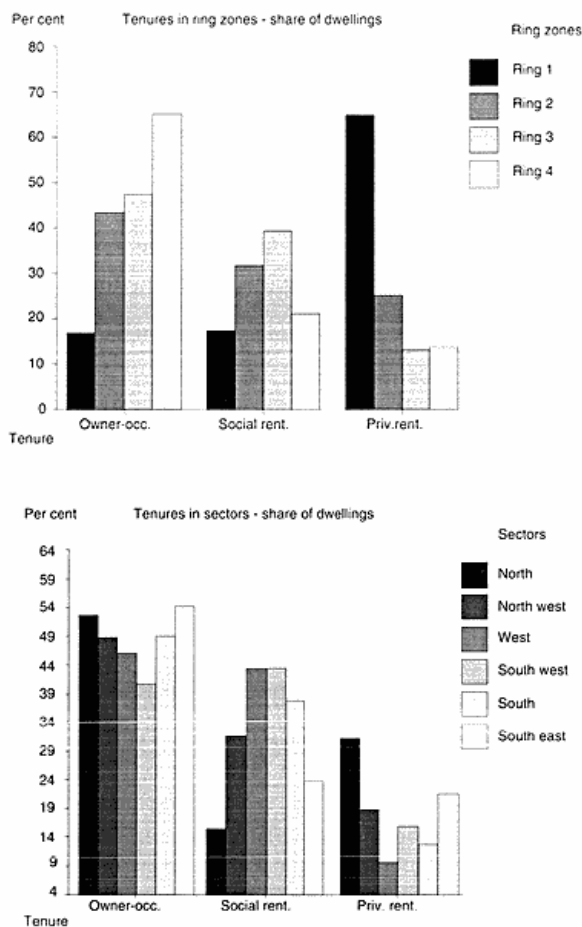 Per cent Tenures in ring zones - share of dwellings
Ring zones
80
Ring 1
70
Ring 2
60
Ring 3
50
Ring 4
40
30
20
10
0
Owner-occ. Social rent. Priv.rent.
Tenure
Per cent Tenures in sectors - share of dwellings
Sectors
64
North
59
North west
54
West
49
South west
44
South
39
South east
34
29
24
19
14
9
4
Owner-occ. Social rent. Priv. rent.
Tenure